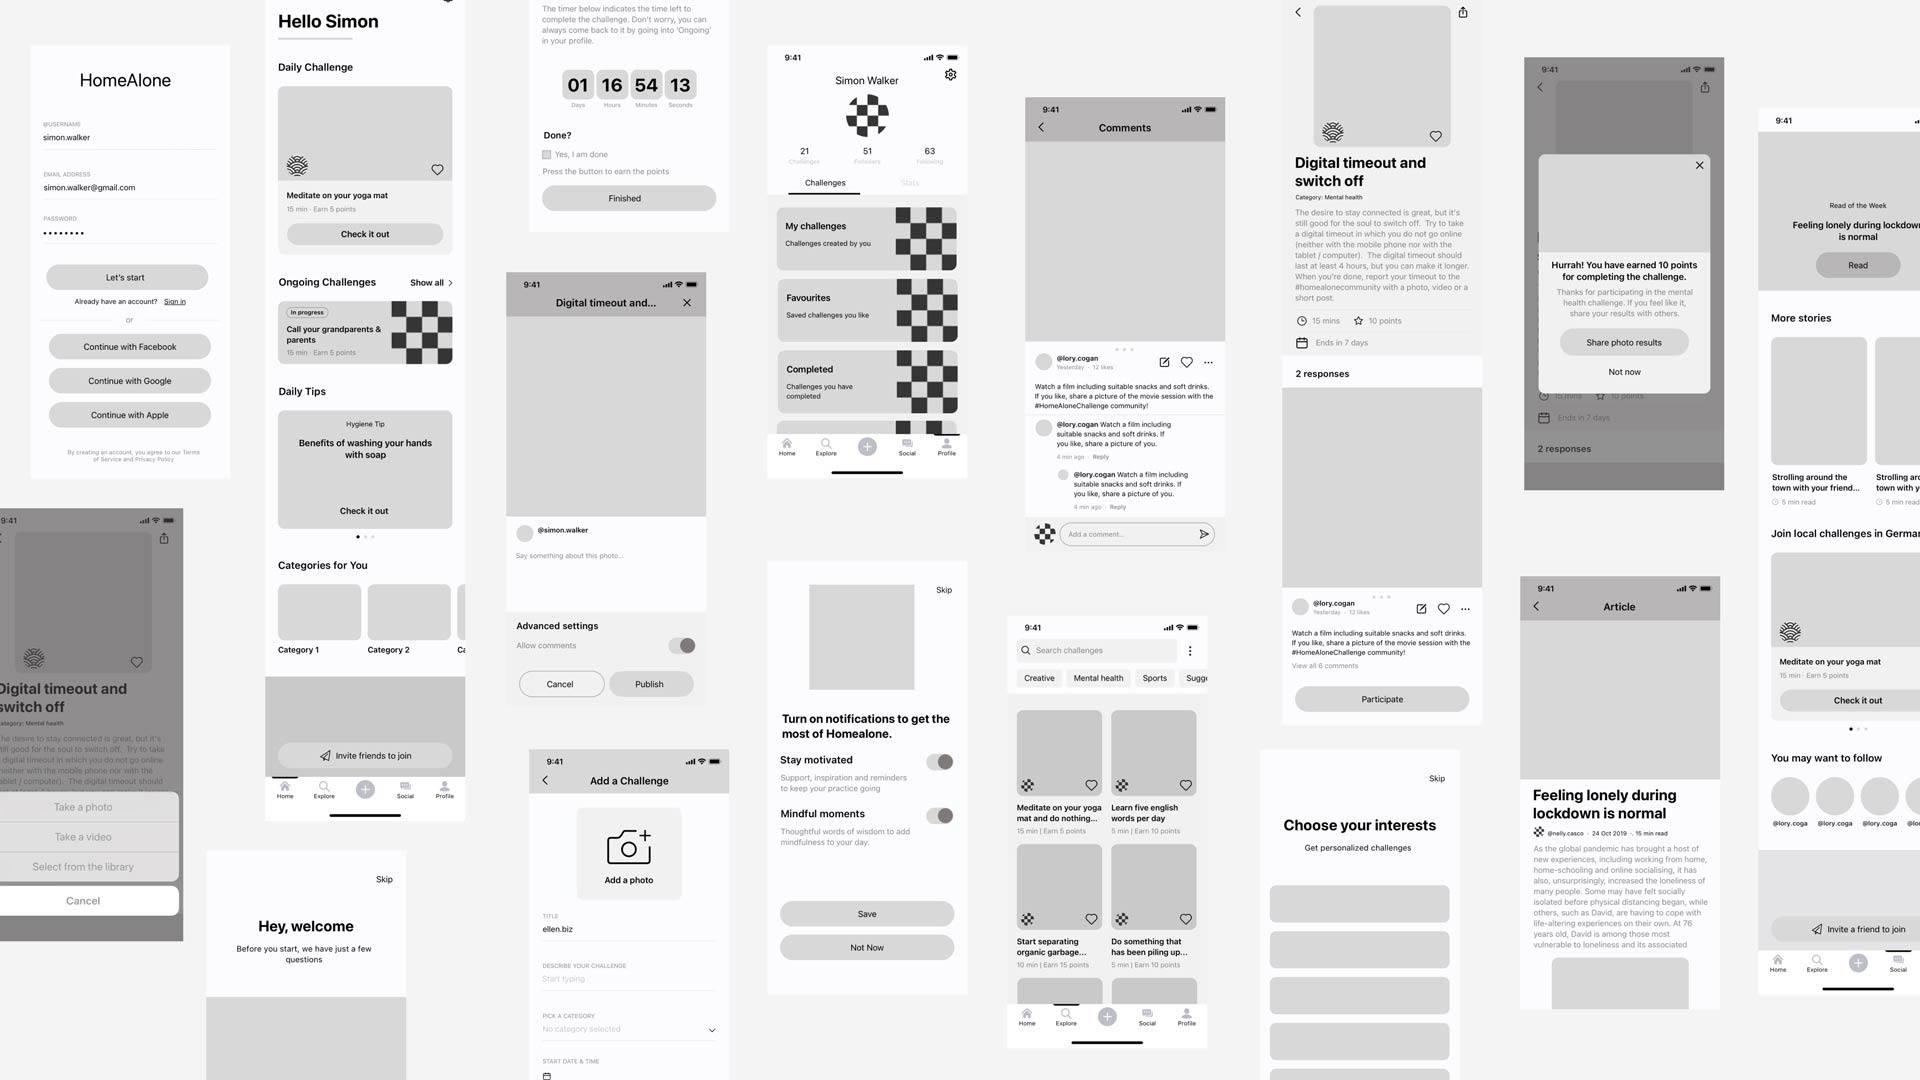 HomeAlone
@USERNAME
simon.walker
EMAIL ADDRESS
simon.walker@gmail.com
PASSWORD
Let's start
Already have an account? Sign in
or
Continue with Facebook
Continue with Google
Continue with Apple
By creating an account, you agree to our Terms
of Service and Privacy Policy
9:41
Digital timeout and
switch off
ategory: Mental health
he desire to stay connected is great, but it's
till good for the soul to switch off. Try to take
digital timeout in which you do not go online
neither with the mobile phone nor with the
ablet / computer). The digital timeout should
Take a photo
Take a video
Select from the library
Cancel
Hello Simon
Daily Challenge
Meditate on your yoga mat
15 min · Earn 5 points
Check it out
Ongoing Challenges
Show all
In progress
Call your grandparents &
parents
15 min · Earn 5 points
Daily Tips
Hygiene Tip
Benefits of washing your hands
with soap
Check it out
Categories for You
Category 1
Category 2
Ca
Invite friends to join
Home
Explore
Social
Profile
Skip
Hey, welcome
Before you start, we have just a few
questions
The timer below indicates the time left to
complete the challenge. Don't worry, you can
always come back to it by going into 'Ongoing'
in your profile.
01 16 54 13
Days Hours Minutes Seconds
Done?
Yes, I am done
Press the button to earn the points
Finished
9:41
Digital timeout and...
@simon.walker
Say something about this photo...
Advanced settings
Allow comments
Cancel
Publish
9:41
Add a Challenge
Add a photo
TITLE
ellen.biz
DESCRIBE YOUR CHALLENGE
Start typing
PICK A CATEGORY
No category selected
START DATE & TIME
9:41
Simon Walker
21 51 63
Challenges Followers Following
Challenges
Stats
My challenges
Challenges created by you
Favourites
Saved challenges you like
Completed
Challenges you have
completed
Home
Explore
Social
Profile
Skip
Turn on notifications to get the
most of Homealone.
Stay motivated
Support, inspiration and reminders
to keep your practice going
Mindful moments
Thoughtful words of wisdom to add
mindfulness to your day.
Save
Not Now
9:41
Comments
@lory.cogan
Yesterday · 12 likes
Watch a film including suitable snacks and soft drinks.
If you like, share a picture of the movie session with the
#HomeAloneChallenge community!
@lory.cogan Watch a film including
suitable snacks and soft drinks. If
you like, share a picture of you.
4 min ago · Reply
@lory.cogan Watch a film including
suitable snacks and soft drinks. If
you like, share a picture of you.
4 min ago · Reply
Add a comment...
9:41
Search challenges
Creative
Mental health
Sports
Sugge
Meditate on your yoga
mat and do nothing...
15 min | Earn 5 points
Learn five english
words per day
5 min | Earn 10 points
Start separating
organic garbage...
10 min | Earn 15 points
Do something that
has been piling up...
5 min | Earn 10 points
Home
Explore
Social
Profile
Digital timeout and
switch off
Category: Mental health
The desire to stay connected is great, but it's
still good for the soul to switch off. Try to take
a digital timeout in which you do not go online
(neither with the mobile phone nor with the
tablet / computer). The digital timeout should
last at least 4 hours, but you can make it longer.
When you're done, report your timeout to the
#homealonecommunity with a photo, video or a
short post.
15 mins
10 points
Ends in 7 days
2 responses
@lory.cogan
Yesterday · 12 likes
Watch a film including suitable snacks and soft drinks.
If you like, share a picture of the movie session with the
#HomeAloneChallenge community!
View all 6 comments
Participate
Skip
Choose your interests
Get personalized challenges
9:41
Hurrah! You have earned 10 points
for completing the challenge.
Thanks for participating in the mental
health challenge. If you feel like it,
share your results with others.
Share photo results
Not now
15 mins
10 points
Ends in 7 days
2 responses
9:41
Article
Feeling lonely during
lockdown is normal
@nelly.casco · 24 Oct 2019 · 15 min read
As the global pandemic has brought a host of
new experiences, including working from home,
home-schooling and online socialising, it has
also, unsurprisingly, increased the loneliness of
many people. Some may have felt socially
isolated before physical distancing began, while
others, such as David, are having to cope with
life-altering experiences on their own. At 76
years old, David is among those most
vulnerable to loneliness and its associated
9:41
Read of the Week
Feeling lonely during lockdown
is normal
Read
More stories
Strolling around the
town with your friend...
5 min read
Strolling a
town with y
5 min re
Join local challenges in German
Meditate on your yoga mat
15 min · Earn 5 points
Check it out
You may want to follow
@lory.coga
@lory.coga
@lory.coga
@lor
Invite a friend to join
Home
Explore
Social